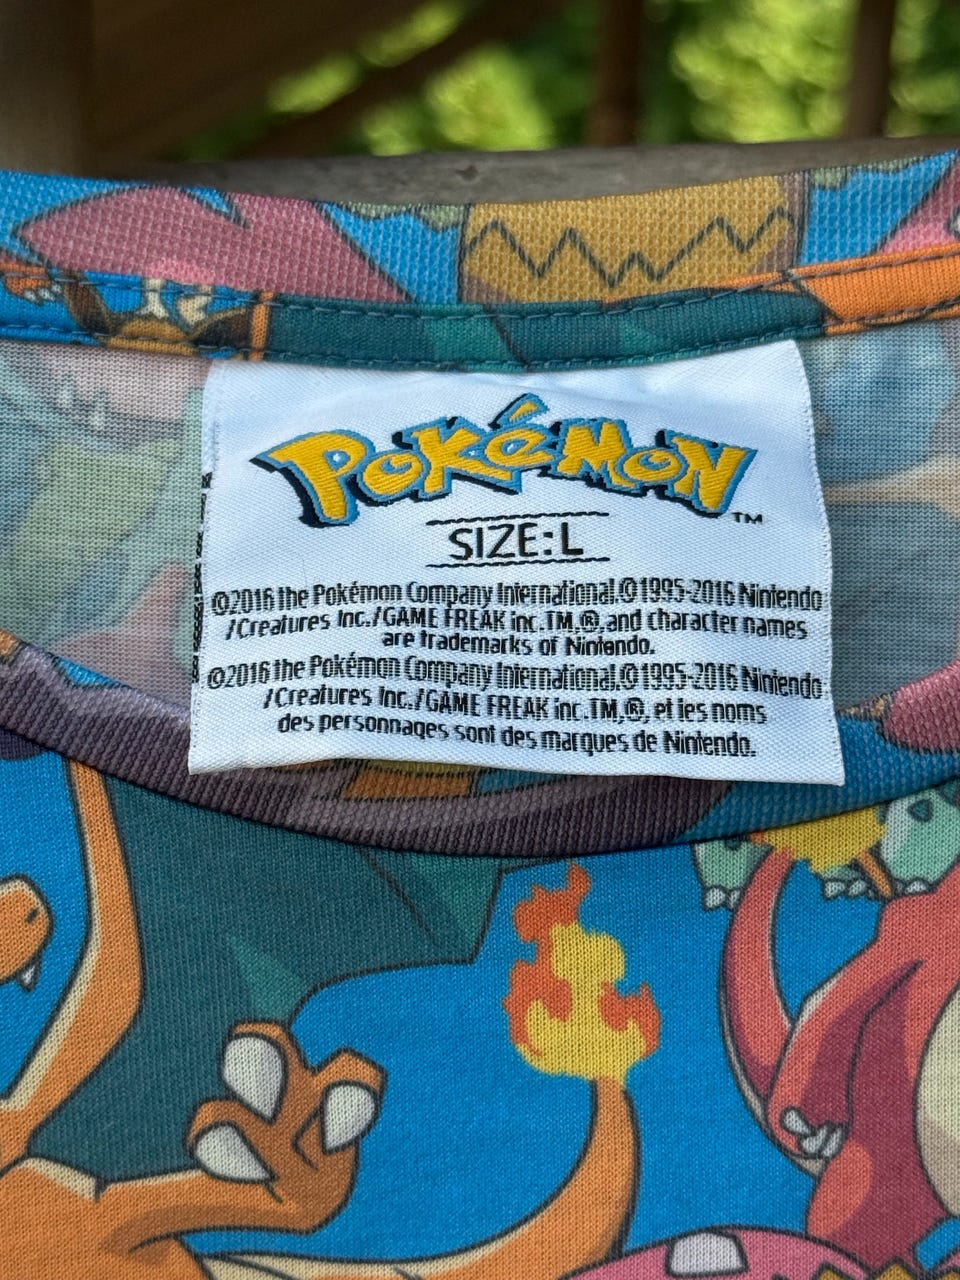 POKéMON™
SIZE:L
©2016 the Pokémon Company International.©1995-2016 Nintendo
/Creatures Inc./GAME FREAK inc.TM,®,and character names
are trademarks of Nintendo.
©2016 the Pokémon Company International.©1995-2016 Nintendo
/Creatures Inc./GAME FREAK inc.TM,®, et les noms
des personnages sont des marques de Nintendo.